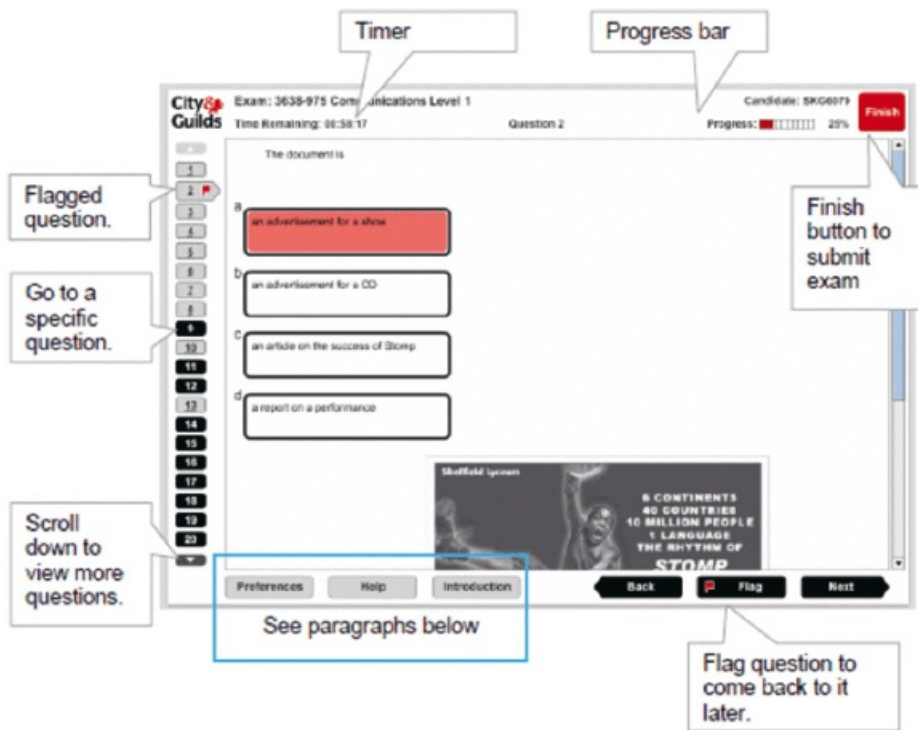 Timer
Progress bar
City&
Guilds
Exam: 3638-975 Communications Level 1
Candidate: SKG6079
Finish
Time Remaining: 00:58:17
Question 2
Progress:
25%
The document is
1
2
3
4
5
6
7
8
9
10
11
12
13
14
15
16
17
18
19
20
Flagged
question.
Go to a
specific
question.
Scroll
down to
view more
questions.
a
an advertisement for a show
b
an advertisement for a CD
c
an article on the success of Stomp
d
a report on a performance
Finish
button to
submit
exam
Sheffield Lyceum
6 CONTINENTS
40 COUNTRIES
10 MILLION PEOPLE
1 LANGUAGE
THE RHYTHM OF
STOMP
Preferences
Help
Introduction
Back
Flag
Next
See paragraphs below
Flag question to
come back to it
later.